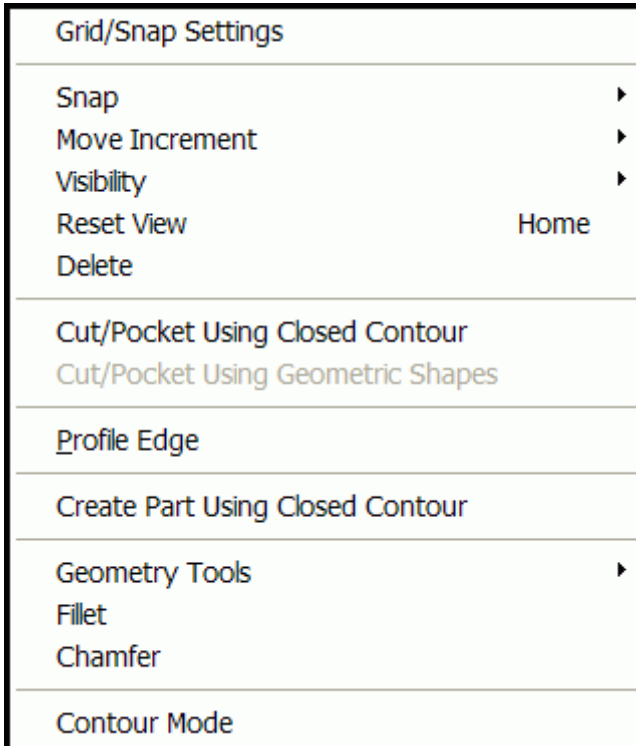 Grid/Snap Settings
Snap
Move Increment
Visibility
Reset View Home
Delete
Cut/Pocket Using Closed Contour
Cut/Pocket Using Geometric Shapes
Profile Edge
Create Part Using Closed Contour
Geometry Tools
Fillet
Chamfer
Contour Mode